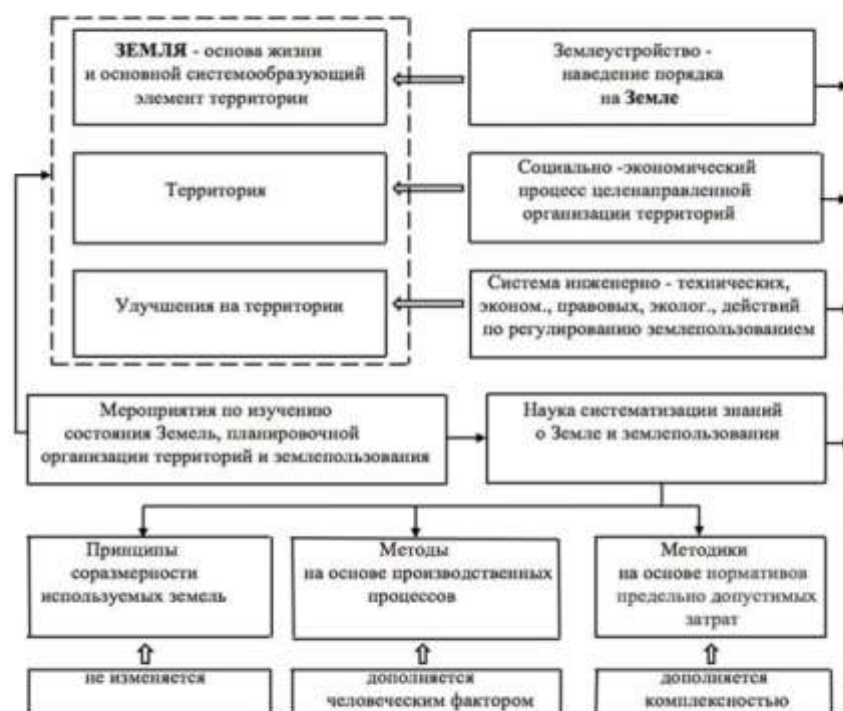 ЗЕМЛЯ - основа жизни
и основной системообразующий
элемент территории
Землеустройство -
наведение порядка
на Земле
Территория
Социально -экономический
процесс целенаправленной
организации территорий
Улучшения на территории
Система инженерно - технических,
эконом., правовых, эколог., действий
по регулированию землепользованием
Мероприятия по изучению
состояния Земель, планировочной
организации территорий и землепользования
Наука систематизации знаний
о Земле и землепользовании
Принципы
соразмерности
используемых земель
Методы
на основе производственных
процессов
Методики
на основе нормативов
предельно допустимых
затрат
не изменяется
дополняется
человеческим фактором
дополняется
комплексностью